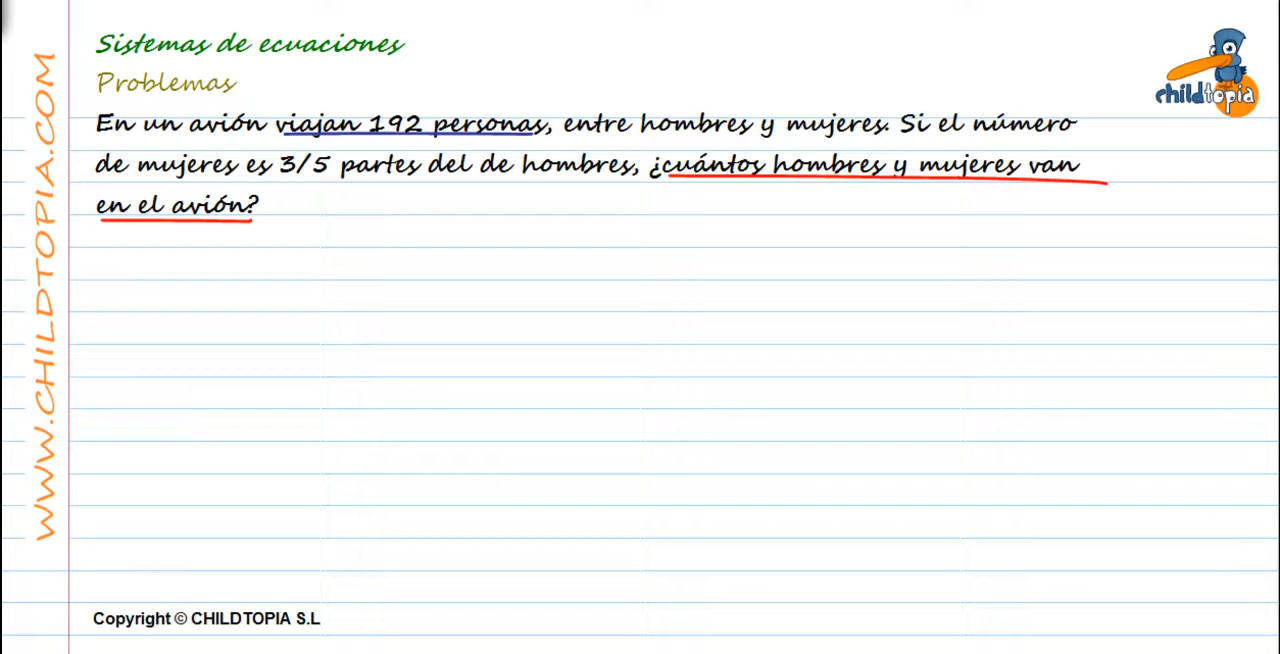 Sistemas de ecuaciones
Problemas
childtopia
En un avión viajan 192 personas, entre hombres y mujeres. Si el número
de mujeres es 3/5 partes del de hombres, ¿cuántos hombres y mujeres van
en el avión?
WWW.CHILDTOPIA.COM
Copyright © CHILDTOPIA S.L